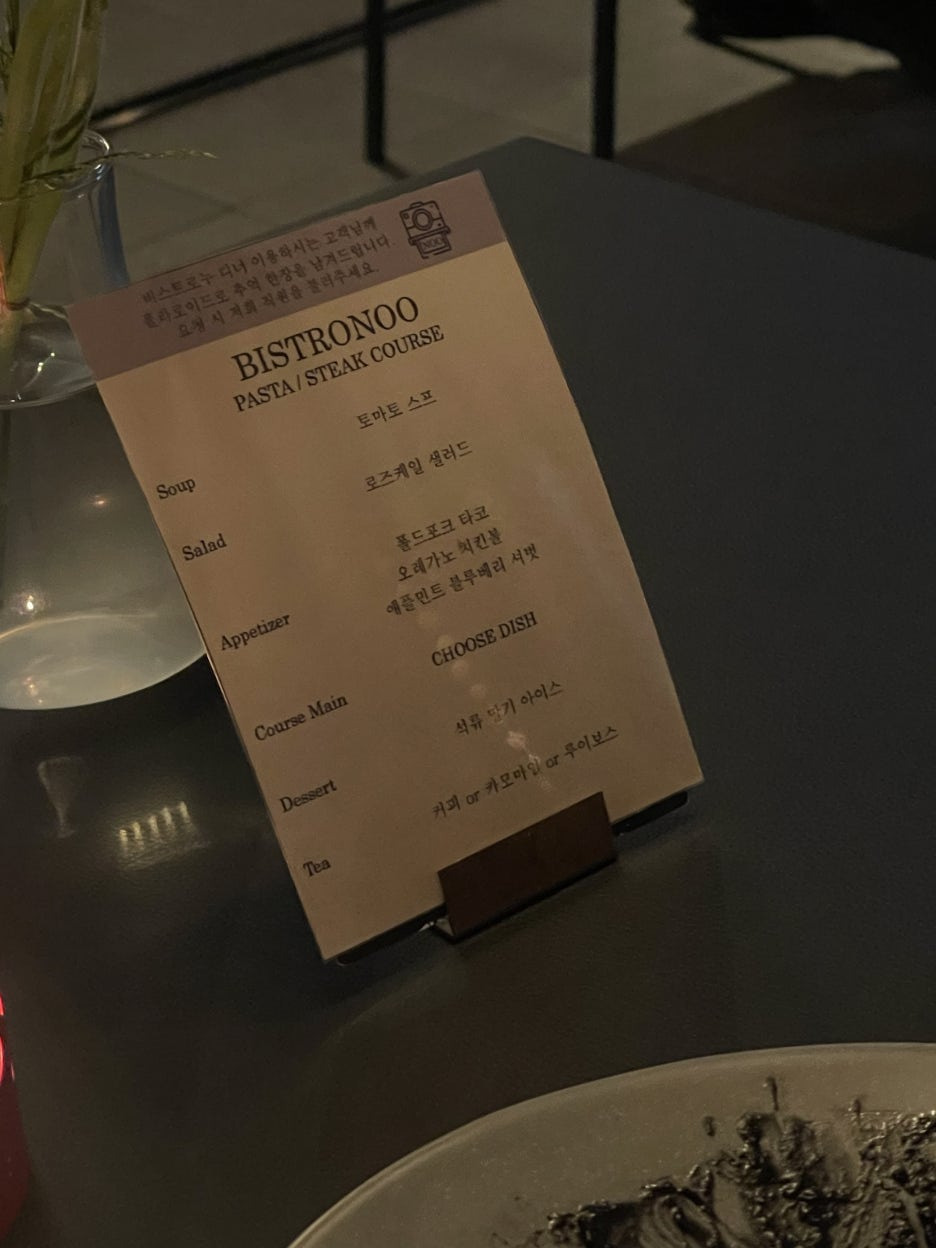 비스트로누 디너 이용하시는 고객님께
폴라로이드로 추억 한장을 남겨드립니다.
요청 시 저희 직원을 불러주세요.
NOO
BISTRONOO
PASTA / STEAK COURSE
토마토 스프
Soup
로즈케일 샐러드
Salad
풀드포크 타코
오레가노 치킨볼
애플민트 블루베리 셔벗
Appetizer
CHOOSE DISH
Course Main
석류 딸기 아이스
Dessert
커피 or 카모마일 or 루이보스
Tea